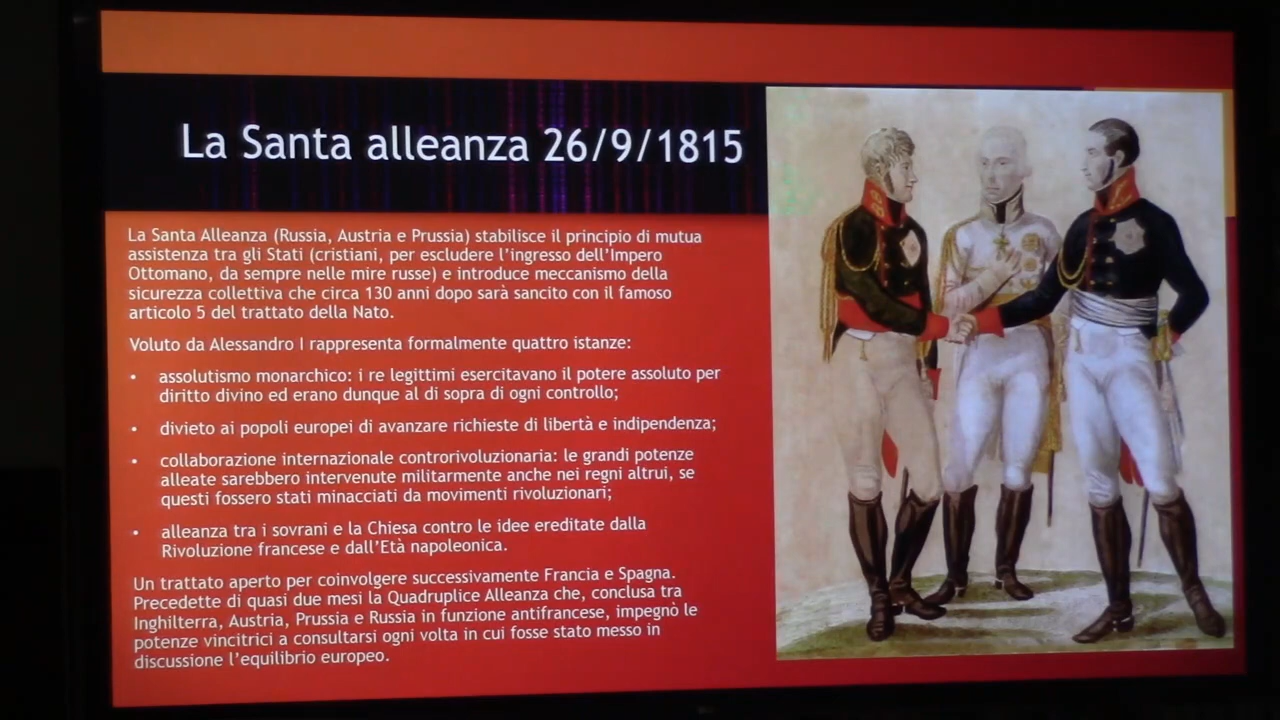 La Santa alleanza 26/9/1815
La Santa Alleanza (Russia, Austria e Prussia) stabilisce il principio di mutua
assistenza tra gli Stati (cristiani, per escludere l'ingresso dell'Impero
Ottomano, da sempre nelle mire russe) e introduce meccanismo della
sicurezza collettiva che circa 130 anni dopo sarà sancito con il famoso
articolo 5 del trattato della Nato.
Voluto da Alessandro I rappresenta formalmente quattro istanze:
• assolutismo monarchico: i re legittimi esercitavano il potere assoluto per
diritto divino ed erano dunque al di sopra di ogni controllo;
• divieto ai popoli europei di avanzare richieste di libertà e indipendenza;
• collaborazione internazionale controrivoluzionaria: le grandi potenze
alleate sarebbero intervenute militarmente anche nei regni altrui, se
questi fossero stati minacciati da movimenti rivoluzionari;
• alleanza tra i sovrani e la Chiesa contro le idee ereditate dalla
Rivoluzione francese e dall'Età napoleonica.
Un trattato aperto per coinvolgere successivamente Francia e Spagna.
Precedette di quasi due mesi la Quadruplice Alleanza che, conclusa tra
Inghilterra, Austria, Prussia e Russia in funzione antifrancese, impegnò le
potenze vincitrici a consultarsi ogni volta in cui fosse stato messo in
discussione l'equilibrio europeo.